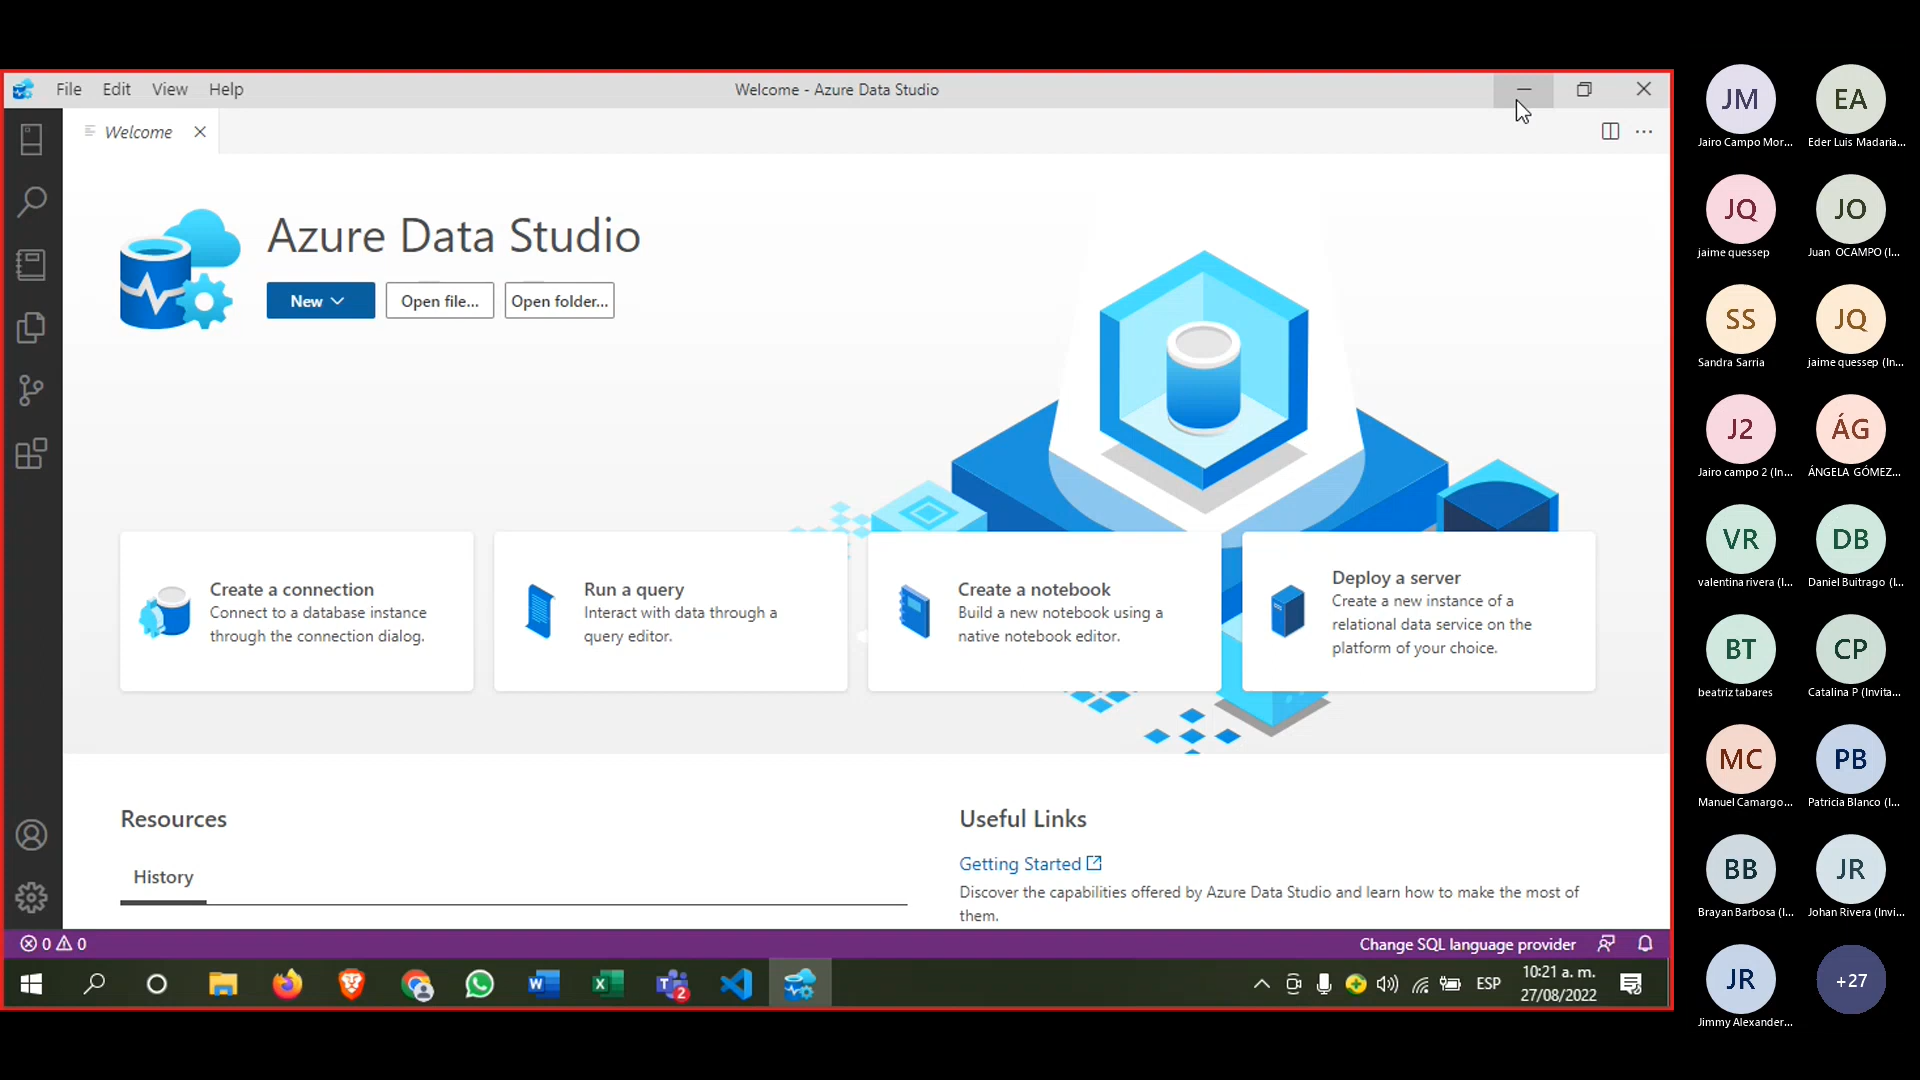 File Edit View Help
Welcome - Azure Data Studio
Welcome
Azure Data Studio
New
Open file...
Open folder...
Create a connection
Connect to a database instance
through the connection dialog.
Run a query
Interact with data through a
query editor.
Create a notebook
Build a new notebook using a
native notebook editor.
Deploy a server
Create a new instance of a
relational data service on the
platform of your choice.
Resources
History
Useful Links
Getting Started
Discover the capabilities offered by Azure Data Studio and learn how to make the most of
them.
0 0
Change SQL language provider
2
ESP
10:21 a. m.
27/08/2022
JM
Jairo Campo Mor...
EA
Eder Luis Madaria...
JQ
jaime quessep
JO
Juan OCAMPO (I...
SS
Sandra Sarria
JQ
jaime quessep (In...
J2
Jairo campo 2 (In...
ÁG
ÁNGELA GÓMEZ...
VR
valentina rivera (I...
DB
Daniel Buitrago (I...
BT
beatriz tabares
CP
Catalina P (Invita...
MC
Manuel Camargo...
PB
Patricia Blanco (I...
BB
Brayan Barbosa (I...
JR
Johan Rivera (Invi...
JR
Jimmy Alexander...
+27